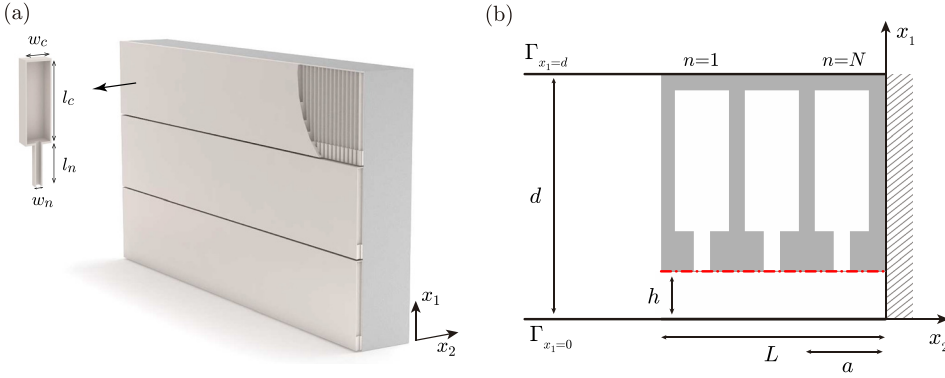 (a)
w_c
l_c
l_n
w_n
x_1
x_2
(b)
x_1
Γ_{x_1=d}
n=1
n=N
d
h
Γ_{x_1=0}
x_2
L
a